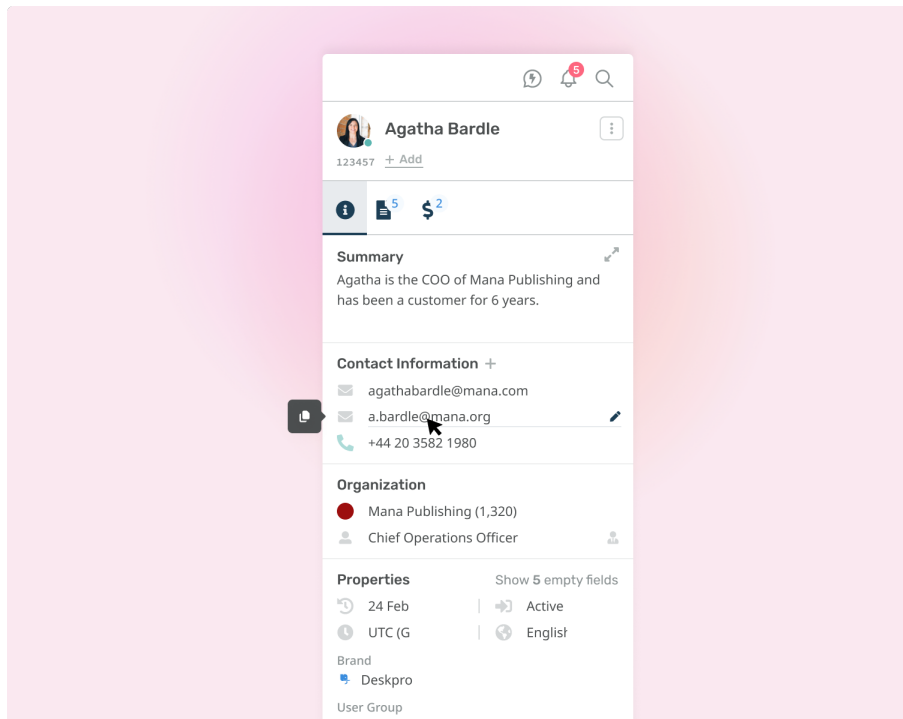 5
Agatha Bardle
123457 + Add
5 2
Summary
Agatha is the COO of Mana Publishing and
has been a customer for 6 years.
Contact Information +
agathabardle@mana.com
a.bardle@mana.org
+44 20 3582 1980
Organization
Mana Publishing (1,320)
Chief Operations Officer
Properties Show 5 empty fields
24 Feb Active
UTC (G English
Brand
Deskpro
User Group